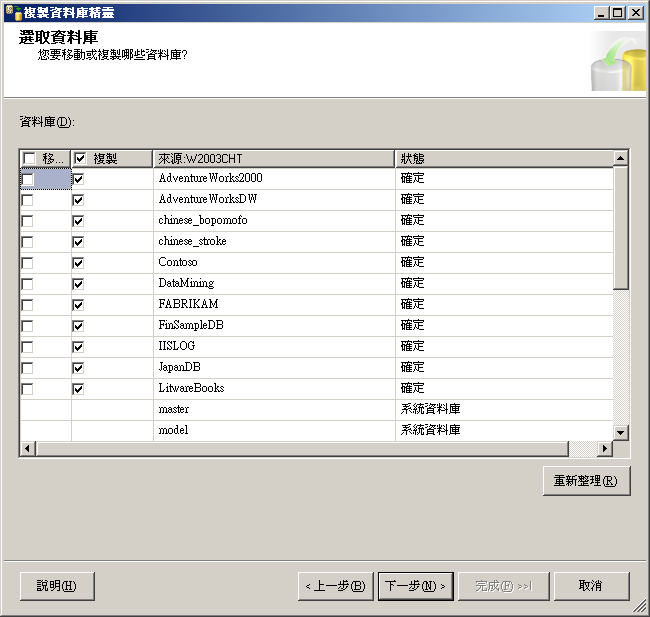 複製資料庫精靈
選取資料庫
您要移動或複製哪些資料庫?
資料庫(D):
移... 複製 來源:W2003CHT 狀態
AdventureWorks2000 確定
AdventureWorksDW 確定
chinese_bopomofo 確定
chinese_stroke 確定
Contoso 確定
DataMining 確定
FABRIKAM 確定
FinSampleDB 確定
IISLOG 確定
JapanDB 確定
LitwareBooks 確定
master 系統資料庫
model 系統資料庫
重新整理(R)
說明(H) < 上一步(B) 下一步(N) > 完成(F) >>| 取消